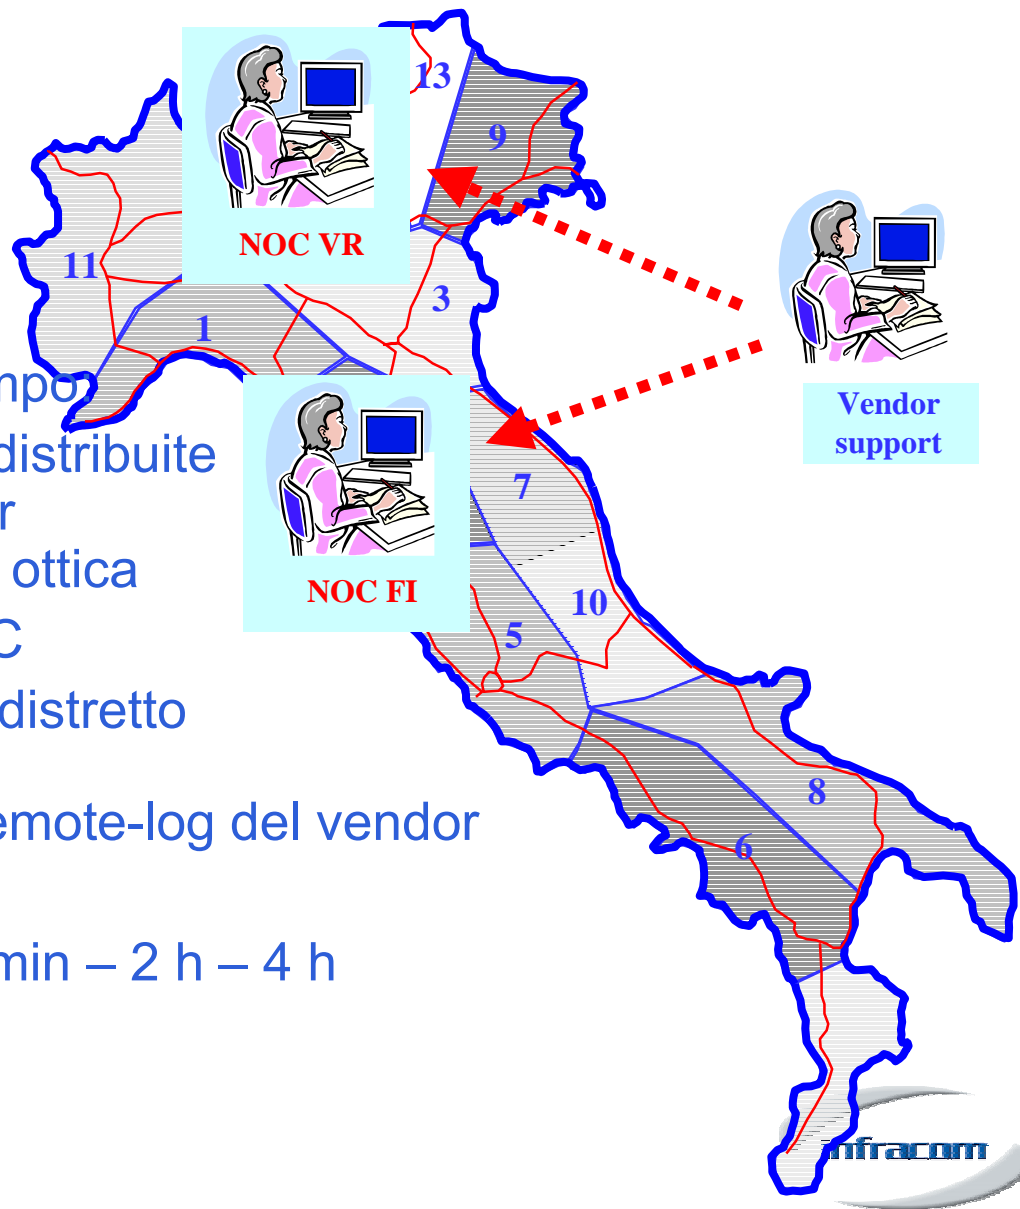 13
9
NOC VR
11
3
1
mpo:
Vendor
support
distribuite
7
r
ottica
NOC FI
10
C
5
distretto
8
emote-log del vendor
6
min – 2 h – 4 h
nfracom